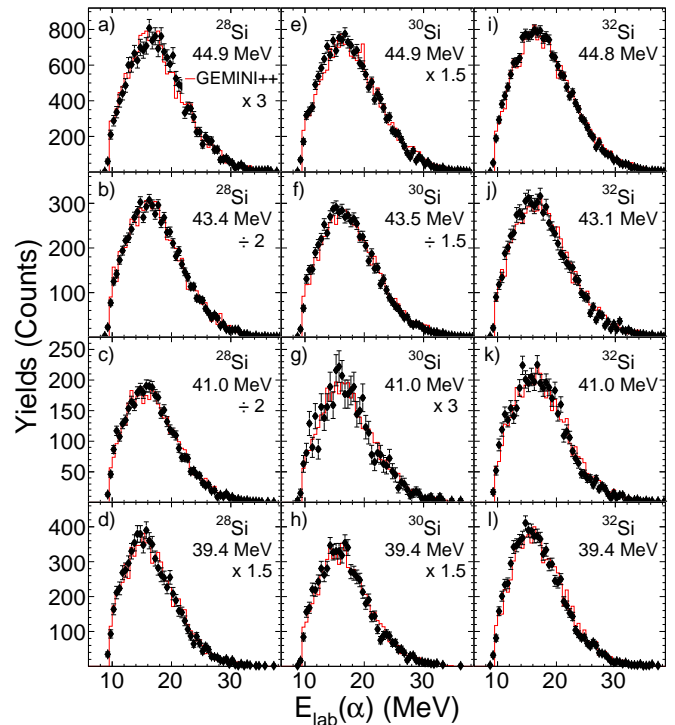 a) ²⁸Si
44.9 MeV
GEMINI++
x 3
e) ³⁰Si
44.9 MeV
x 1.5
i) ³²Si
44.8 MeV
800
600
400
200
b) ²⁸Si
43.4 MeV
÷ 2
f) ³⁰Si
43.5 MeV
÷ 1.5
j) ³²Si
43.1 MeV
300
200
100
c) ²⁸Si
41.0 MeV
÷ 2
g) ³⁰Si
41.0 MeV
x 3
k) ³²Si
41.0 MeV
250
200
150
100
50
d) ²⁸Si
39.4 MeV
x 1.5
h) ³⁰Si
39.4 MeV
x 1.5
l) ³²Si
39.4 MeV
400
300
200
100
10 20 30 10 20 30 10 20 30
Yields (Counts)
E_lab(α) (MeV)